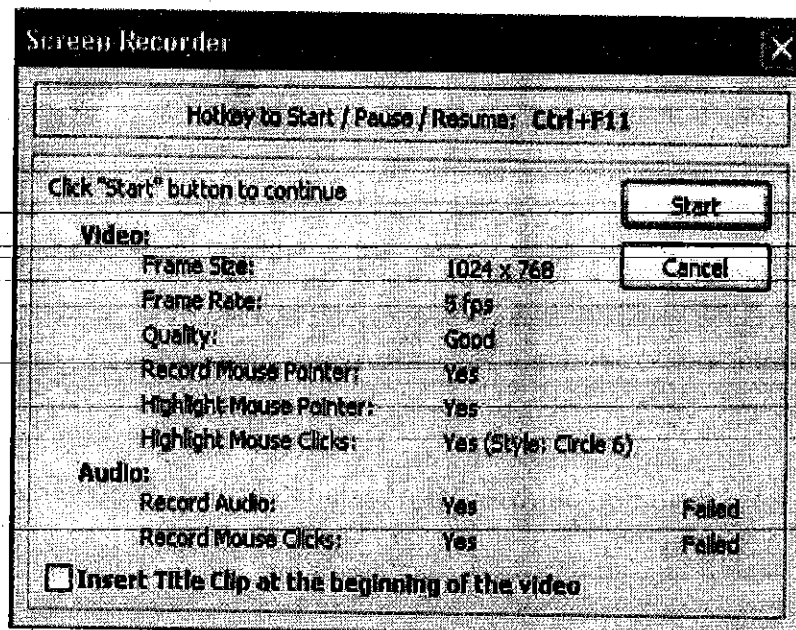 Screen Recorder
Hotkey to Start / Pause / Resume: Ctrl+F11
Click "Start" button to continue
Start
Video:
Cancel
Frame Size: 1024 x 768
Frame Rate: 5 fps
Quality: Good
Record Mouse Pointer: Yes
Highlight Mouse Pointer: Yes
Highlight Mouse Clicks: Yes (Style: Circle 6)
Audio:
Record Audio: Yes Failed
Record Mouse Clicks: Yes Failed
Insert Title Clip at the beginning of the video